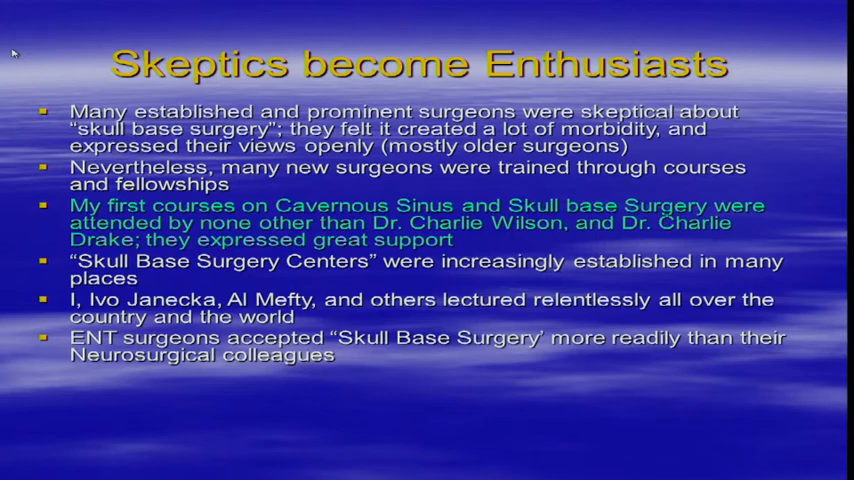 Skeptics become Enthusiasts
▪ Many established and prominent surgeons were skeptical about
“skull base surgery”; they felt it created a lot of morbidity, and
expressed their views openly (mostly older surgeons)
▪ Nevertheless, many new surgeons were trained through courses
and fellowships
▪ My first courses on Cavernous Sinus and Skull base Surgery were
attended by none other than Dr. Charlie Wilson, and Dr. Charlie
Drake; they expressed great support
▪ “Skull Base Surgery Centers” were increasingly established in many
places
▪ I, Ivo Janecka, Al Mefty, and others lectured relentlessly all over the
country and the world
▪ ENT surgeons accepted “Skull Base Surgery’ more readily than their
Neurosurgical colleagues